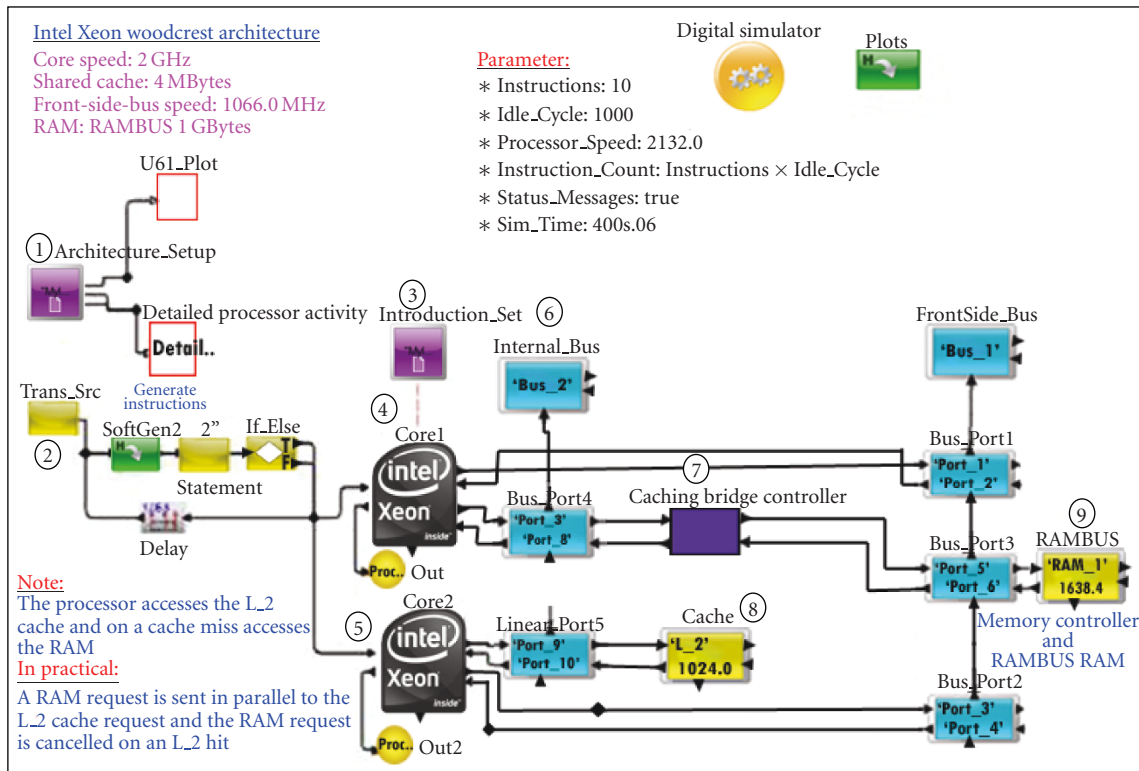 Intel Xeon woodcrest architecture
Core speed: 2 GHz
Shared cache: 4 MBytes
Front-side-bus speed: 1066.0 MHz
RAM: RAMBUS 1 GBytes
Parameter:
* Instructions: 10
* Idle_Cycle: 1000
* Processor_Speed: 2132.0
* Instruction_Count: Instructions × Idle_Cycle
* Status_Messages: true
* Sim_Time: 400s.06
Digital simulator
Plots
H
U61_Plot
1 Architecture_Setup
Detailed processor activity
Detail..
Generate
instructions
Trans_Src
2
SoftGen2
H
2”
If_Else
T
F
Statement
Delay
3
Introduction_Set
4
Core1
intel
Xeon
inside
Proc..
Out
6
Internal_Bus
'Bus_2'
Bus_Port4
'Port_3'
'Port_8'
7
Caching bridge controller
FrontSide_Bus
'Bus_1'
Bus_Port1
'Port_1'
'Port_2'
Bus_Port3
'Port_5'
'Port_6'
9
RAMBUS
'RAM_1'
1638.4
Memory controller
and
RAMBUS RAM
5
Core2
intel
Xeon
inside
Proc..
Out2
Linear_Port5
'Port_9'
'Port_10'
Cache
8
'L_2'
1024.0
Bus_Port2
'Port_3'
'Port_4'
Note:
The processor accesses the L_2
cache and on a cache miss accesses
the RAM
In practical:
A RAM request is sent in parallel to the
L_2 cache request and the RAM request
is cancelled on an L_2 hit